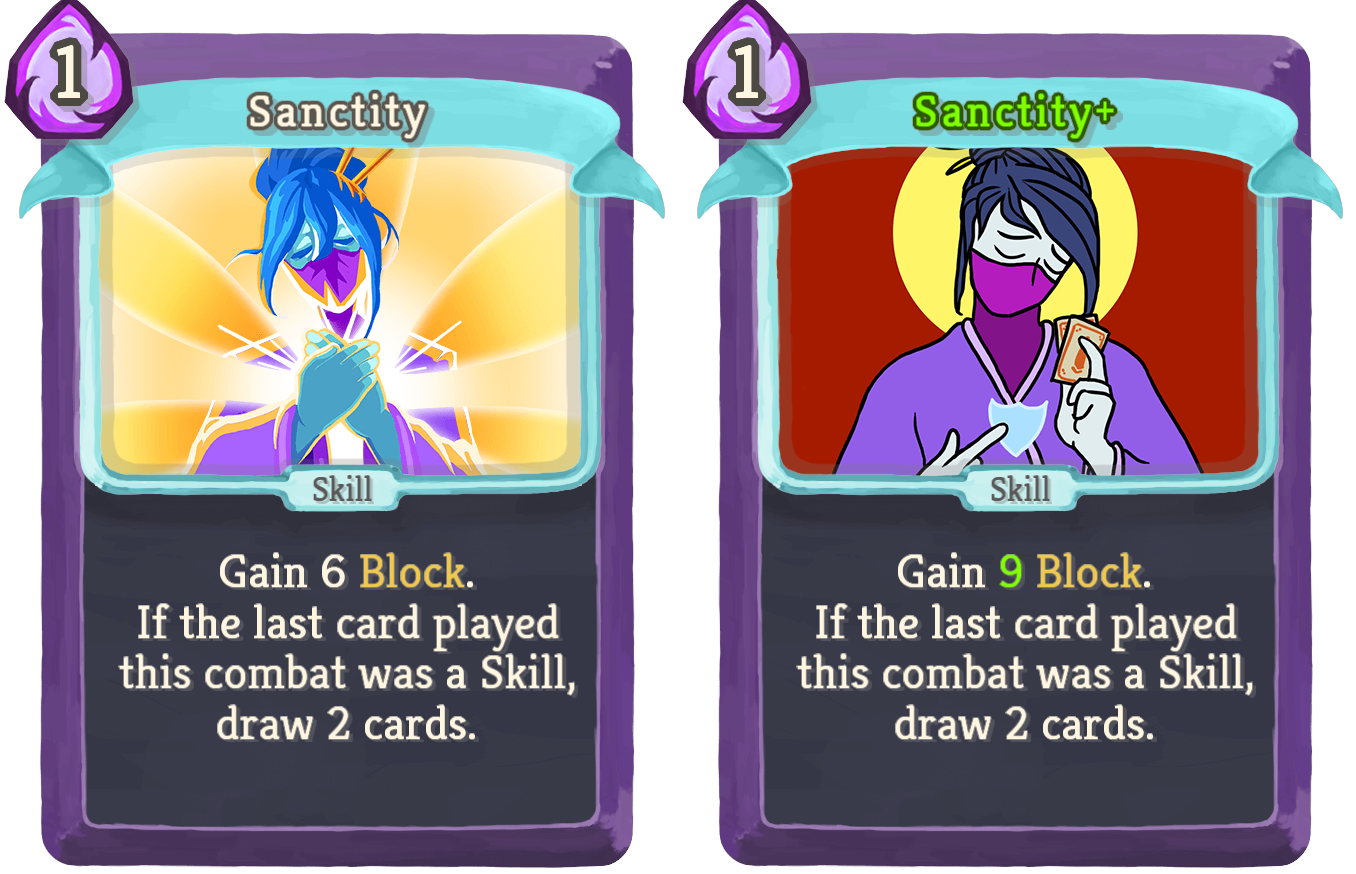 1
Sanctity
Skill
Gain 6 Block.
If the last card played
this combat was a Skill,
draw 2 cards.
1
Sanctity+
Skill
Gain 9 Block.
If the last card played
this combat was a Skill,
draw 2 cards.